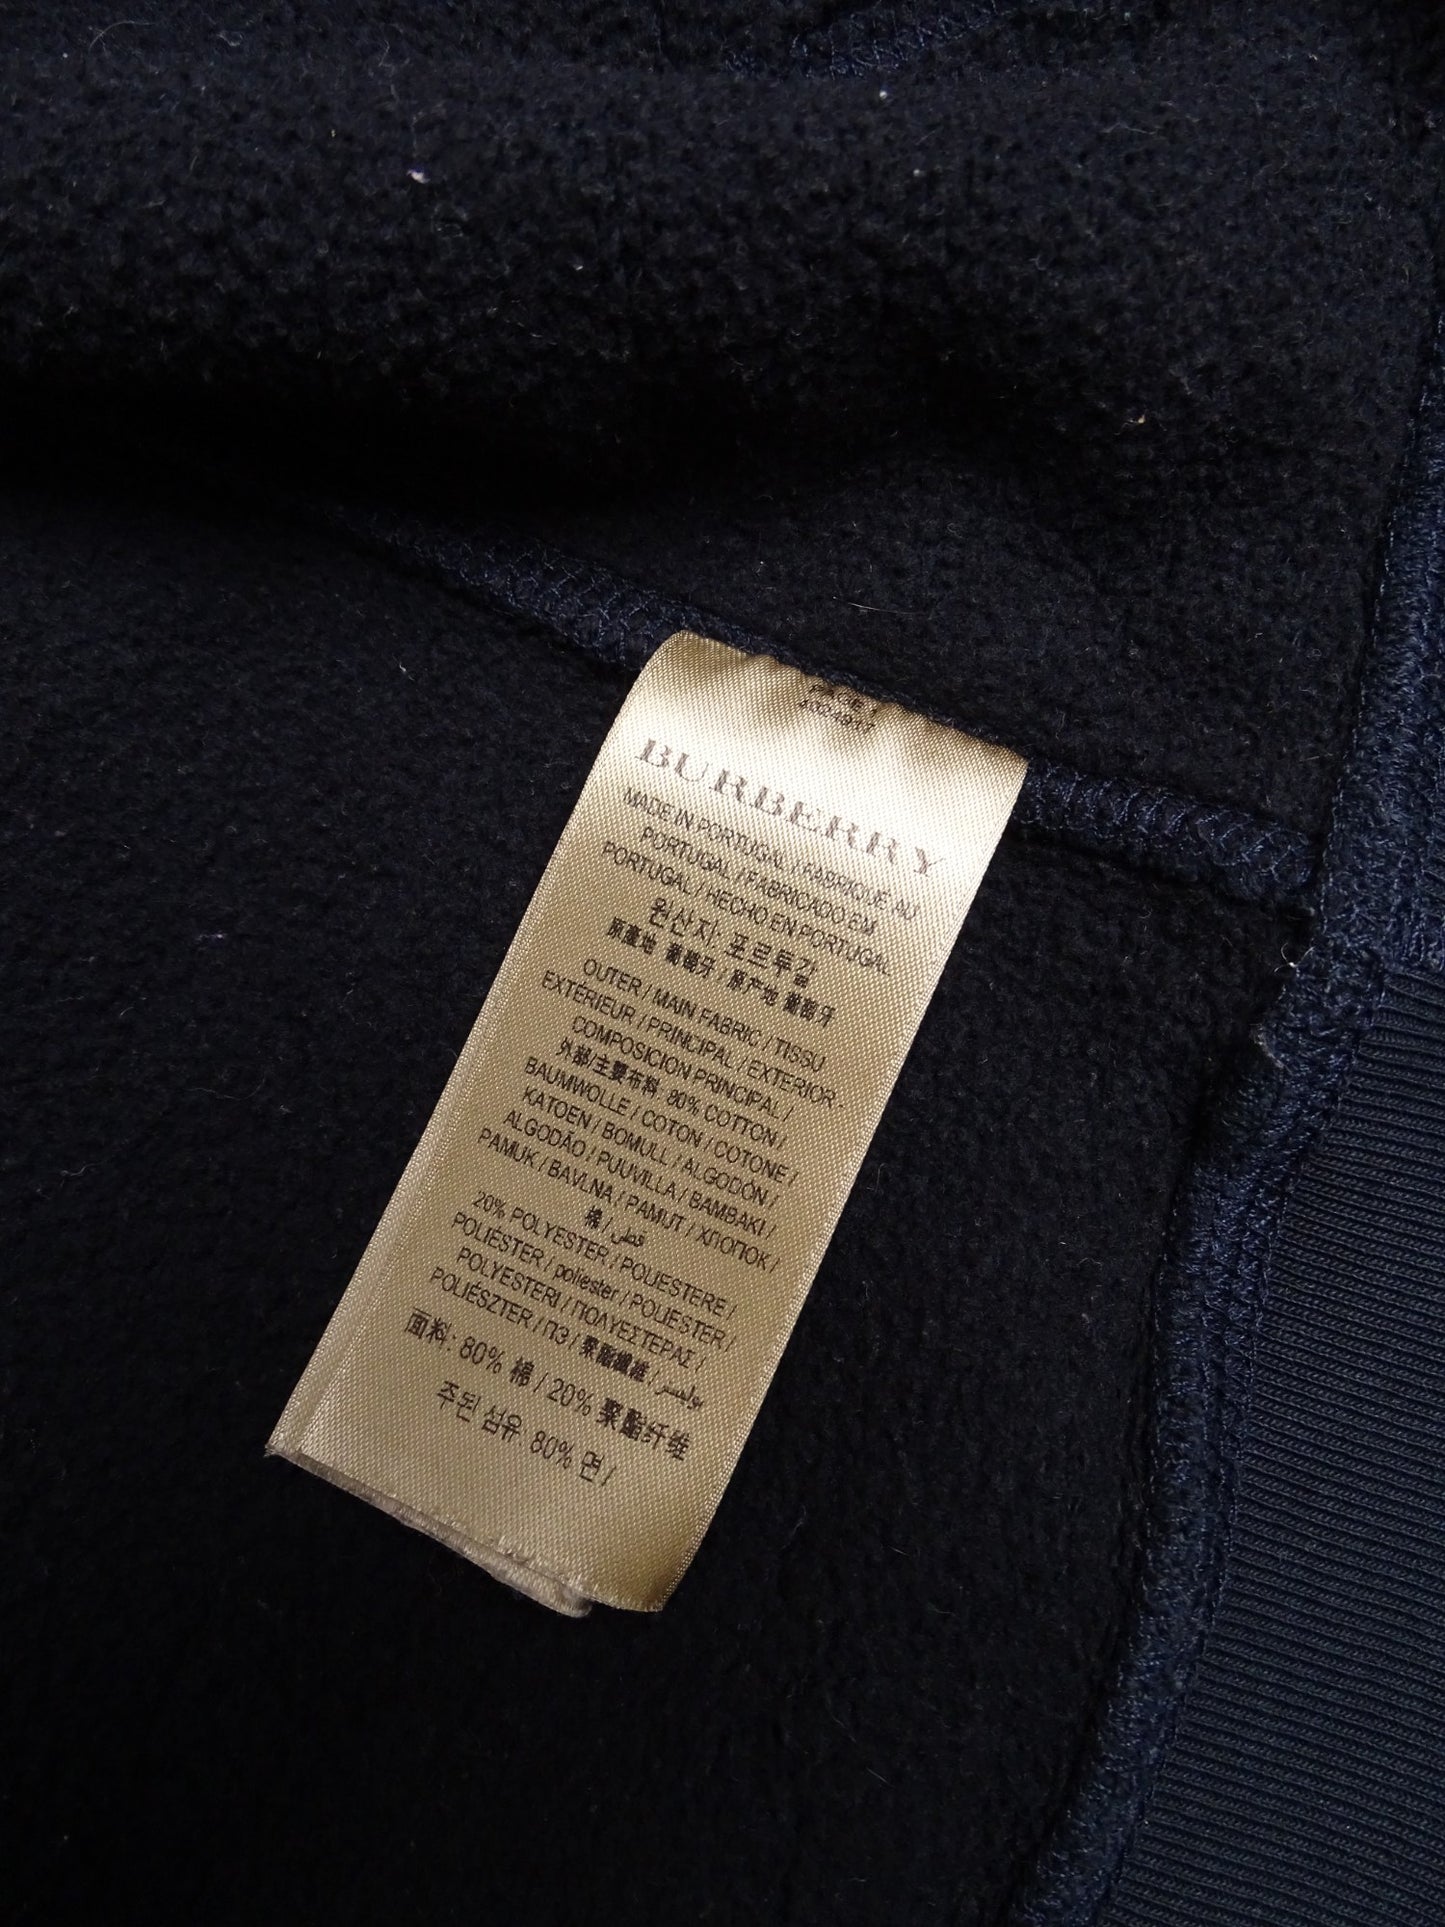 BURBERRY
MADE IN PORTUGAL / FABRIQUE AU
PORTUGAL / FABRICADO EM
PORTUGAL / HECHO EN PORTUGAL
원산지: 포르투갈
原產地 葡萄牙 / 原产地 葡萄牙
OUTER / MAIN FABRIC / TISSU
EXTÉRIEUR / PRINCIPAL / EXTERIOR -
COMPOSICION PRINCIPAL /
外部/主要布料: 80% COTTON /
BAUMWOLLE / COTON / COTONE /
KATOEN / BOMULL / ALGODÓN /
ALGODÃO / PUUVILLA / BAMBAKI /
PAMUK / BAVLNA / PAMUT / ХЛОПОК /
棉 / قطن
20% POLYESTER / POLIESTERE /
POLIÉSTER / poliester / POLIESTER /
POLYESTERI / ΠΟΛΥΕΣΤΕΡΑΣ /
POLIÉSZTER / ПЭ / 聚酯纖維 / بوليستر
面料: 80% 棉 / 20% 聚酯纤维
주된 섬유: 80% 면 /